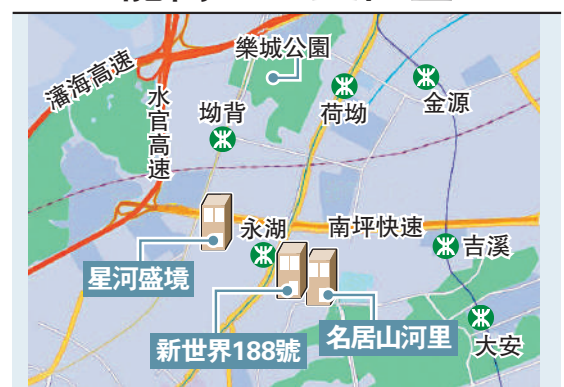 樂城公園
瀋海高速
水官高速
坳背
荷坳
金源
永湖
南坪快速
吉溪
星河盛境
新世界188號
名居山河里
大安